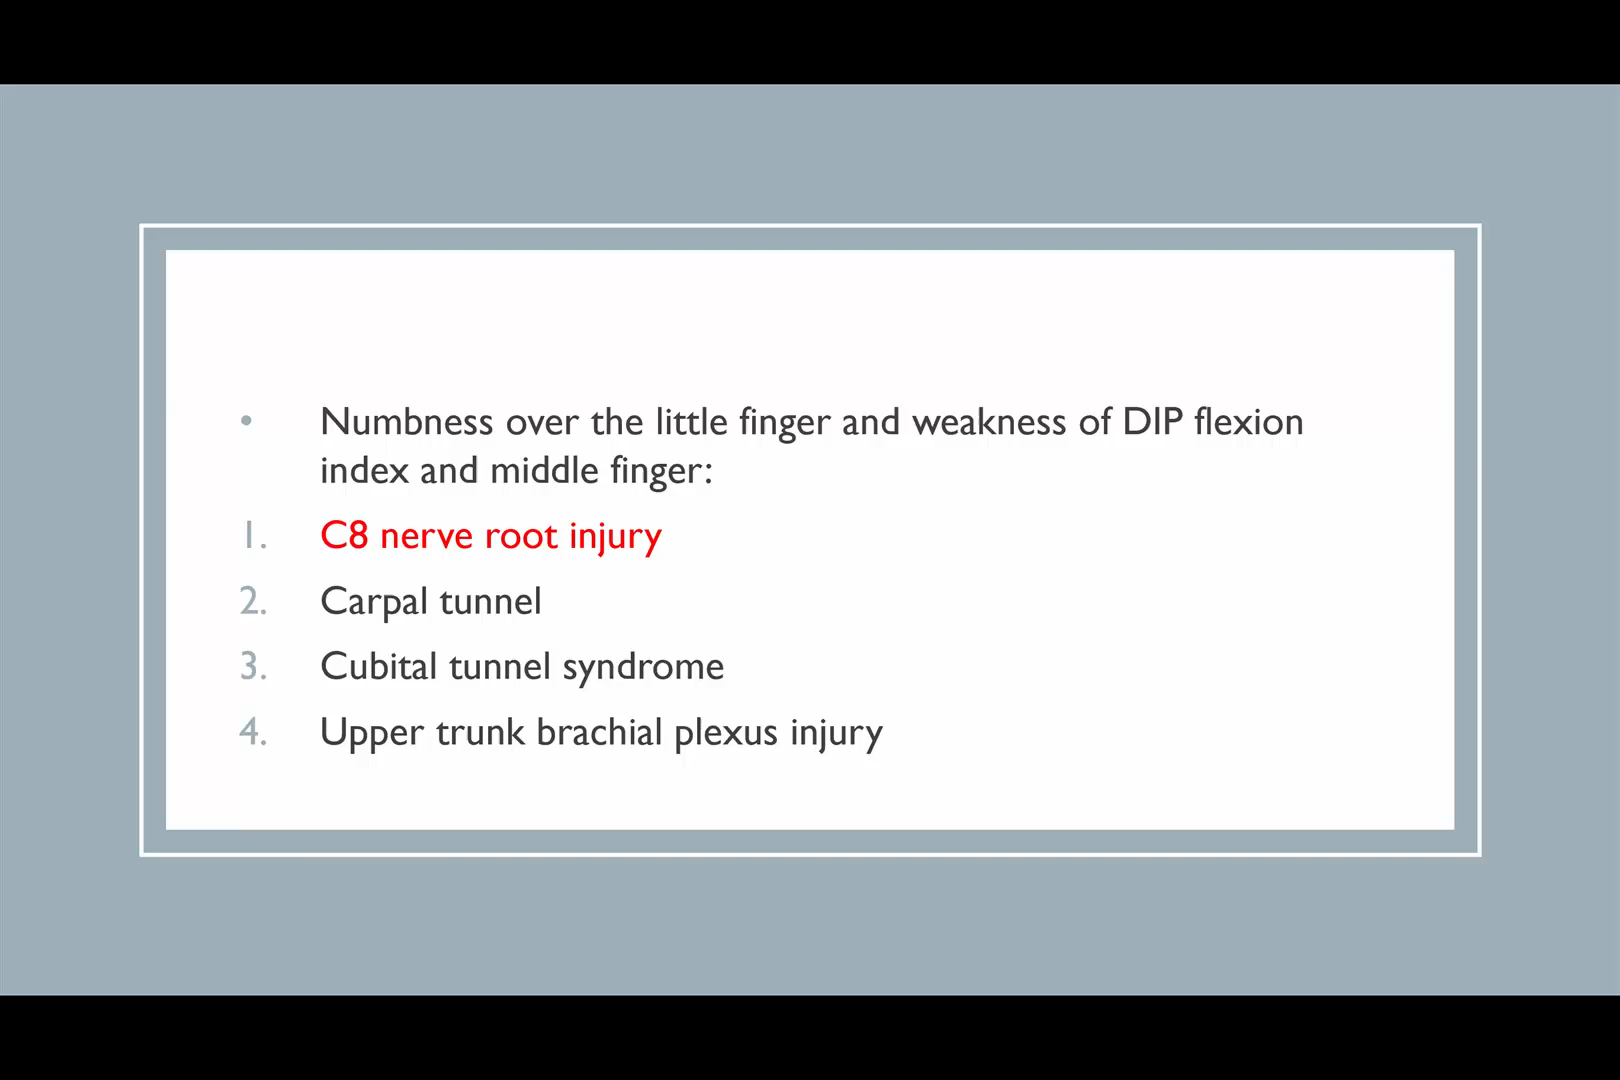 • Numbness over the little finger and weakness of DIP flexion
index and middle finger:
1. C8 nerve root injury
2. Carpal tunnel
3. Cubital tunnel syndrome
4. Upper trunk brachial plexus injury